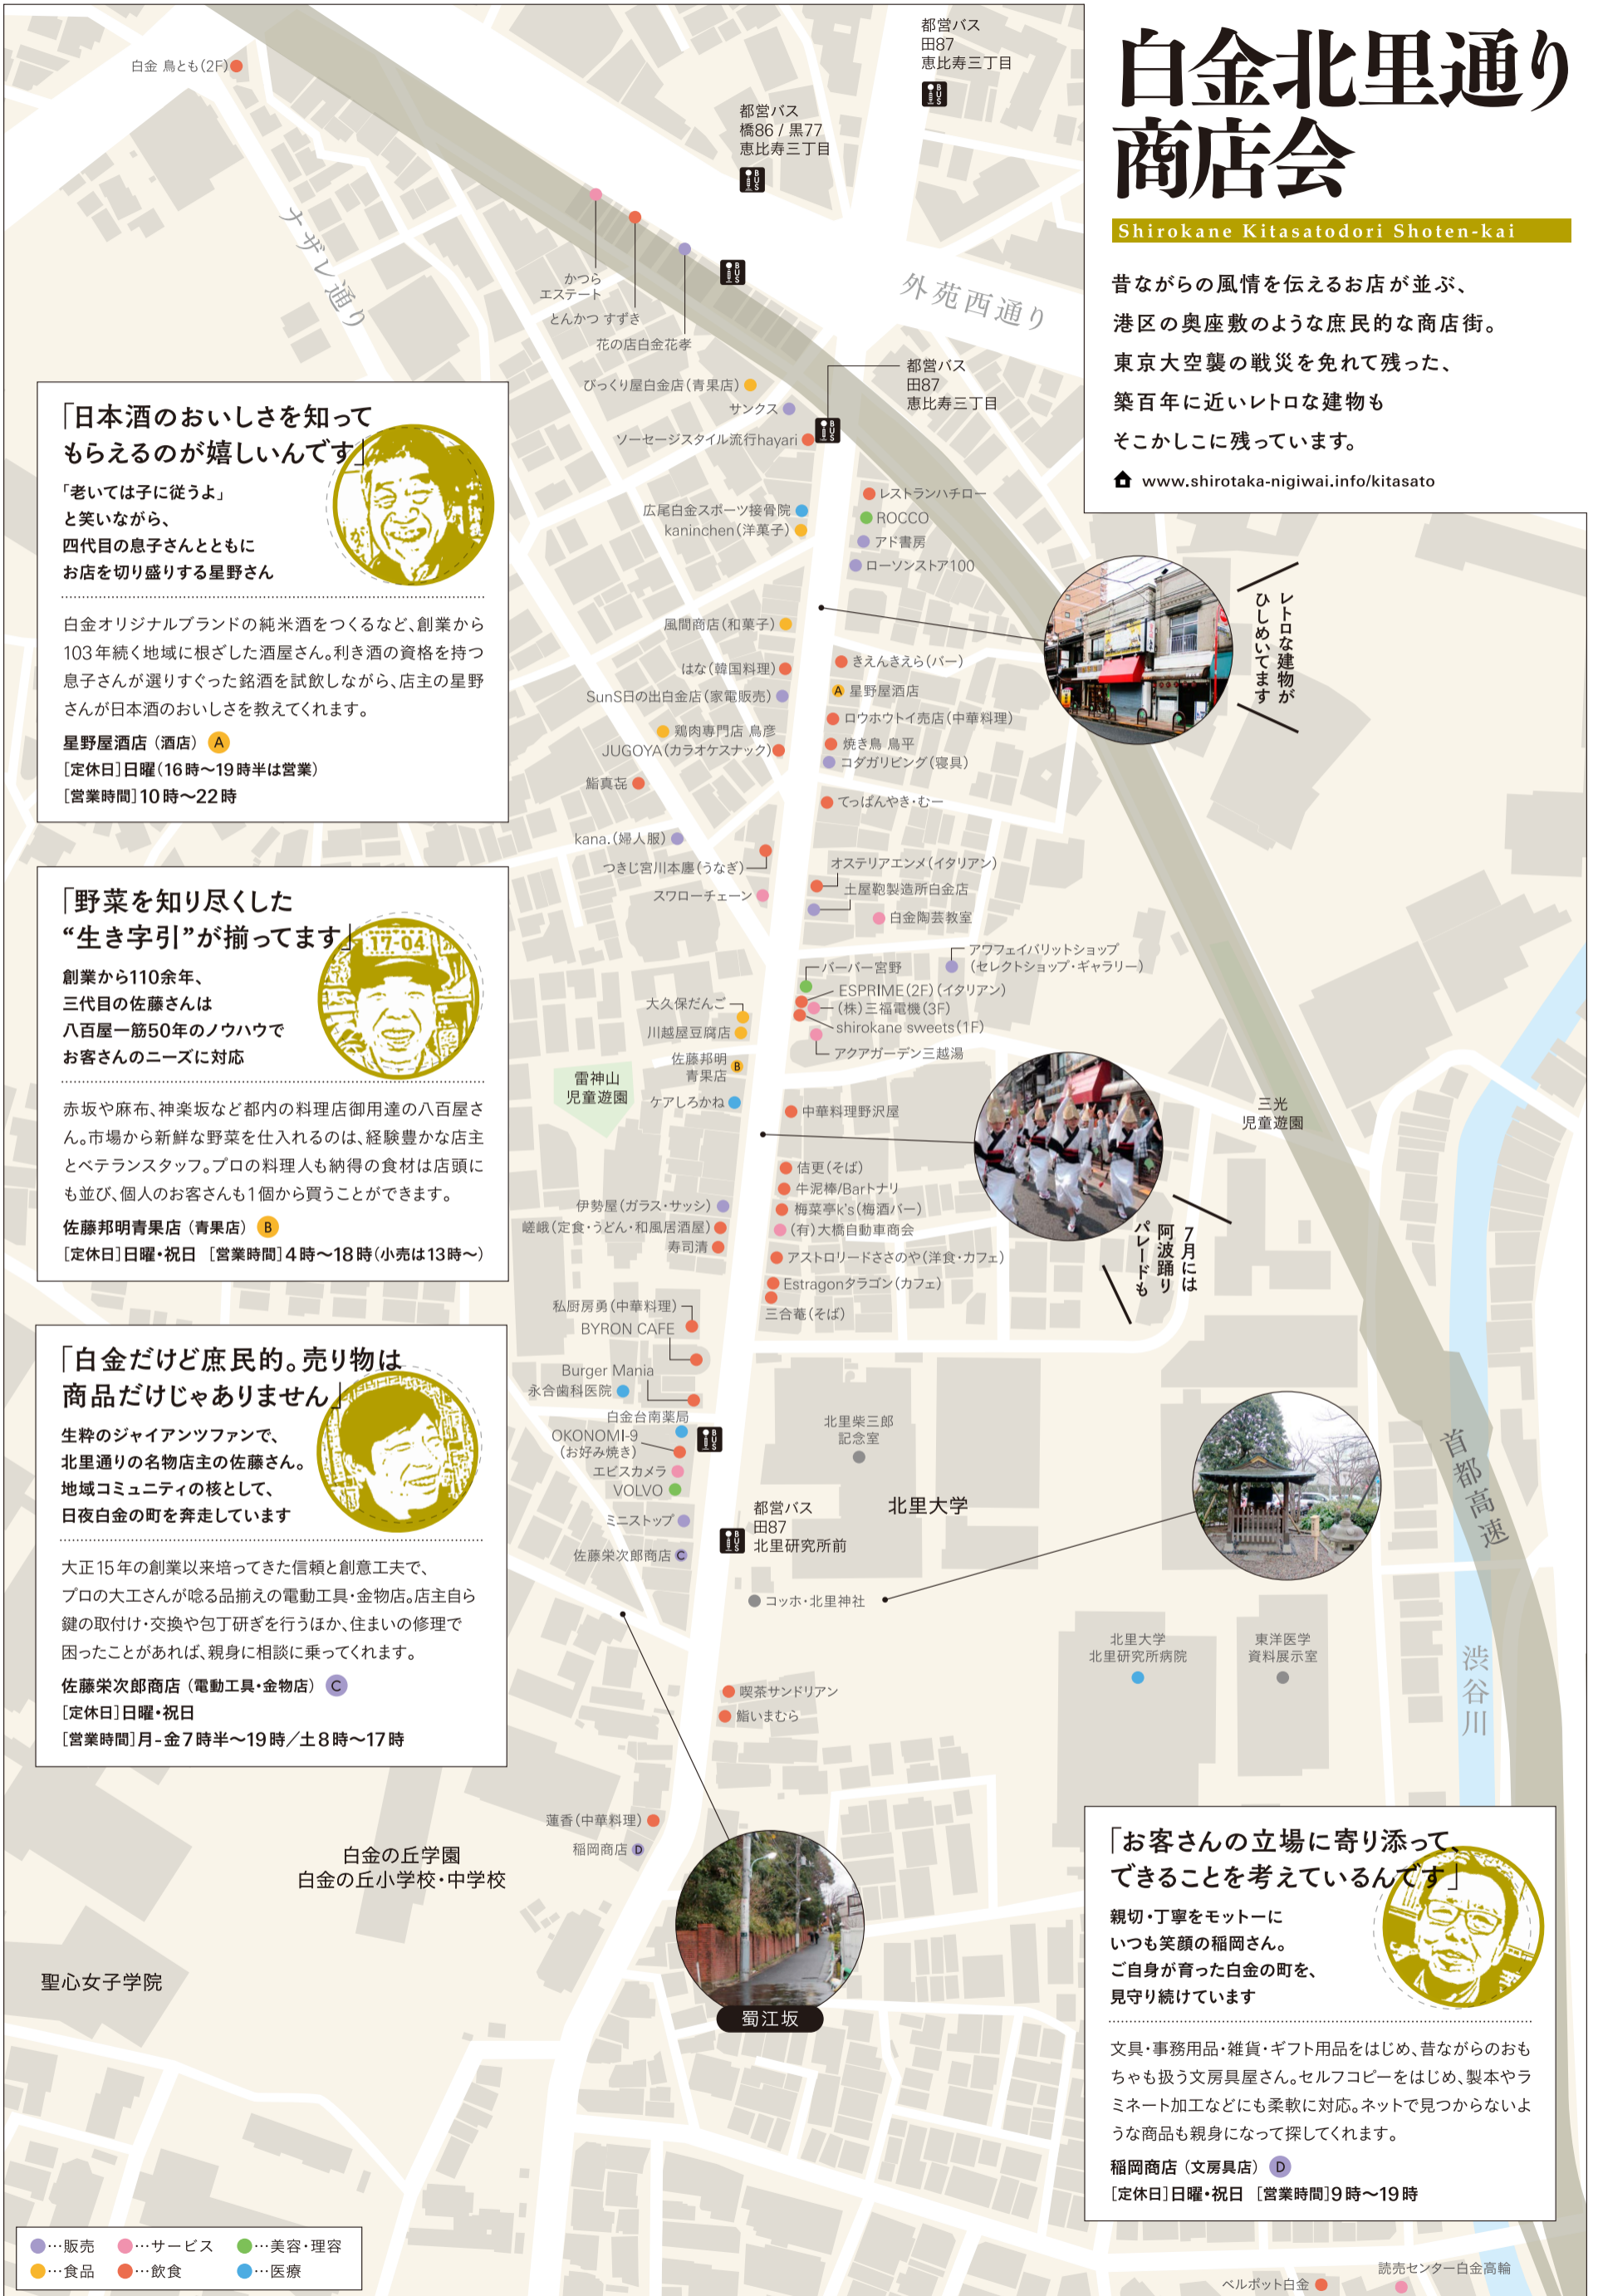 白金北里通り
商店会
Shirokane Kitasatodori Shoten-kai
昔ながらの風情を伝えるお店が並ぶ、
港区の奥座敷のような庶民的な商店街。
東京大空襲の戦災を免れて残った、
築百年に近いレトロな建物も
そこかしこに残っています。
www.shirotaka-nigiwai.info/kitasato
都営バス
田87
恵比寿三丁目
BUS
都営バス
橋86 / 黒77
恵比寿三丁目
BUS
白金 鳥とも(2F)
ナザレ通り
外苑西通り
BUS
かつら
エステート
とんかつ すずき
花の店白金花孝
都営バス
田87
恵比寿三丁目
BUS
びっくり屋白金店(青果店)
サンクス
ソーセージスタイル流行hayari
レストランハチロー
ROCCO
アド書房
ローソンストア100
広尾白金スポーツ接骨院
kaninchen(洋菓子)
レトロな建物が
ひしめいてます
風間商店(和菓子)
はな(韓国料理)
SunS日の出白金店(家電販売)
鶏肉専門店 鳥彦
JUGOYA(カラオケスナック)
鮨真㐂
きえんきえら(バー)
A 星野屋酒店
ロウホウトイ売店(中華料理)
焼き鳥 鳥平
コダガリビング(寝具)
てっぱんやき・むー
kana.(婦人服)
つきじ宮川本廛(うなぎ)
スワローチェーン
オステリアエンメ(イタリアン)
土屋鞄製造所白金店
白金陶芸教室
アワフェイバリットショップ
(セレクトショップ・ギャラリー)
バーバー宮野
ESPRIME(2F)(イタリアン)
(株)三福電機(3F)
shirokane sweets(1F)
アクアガーデン三越湯
大久保だんご
川越屋豆腐店
佐藤邦明
青果店 B
ケアしろかね
雷神山
児童遊園
中華料理野沢屋
三光
児童遊園
7月には
阿波踊り
パレードも
佶更(そば)
牛泥棒/Barトナリ
梅菜亭k's(梅酒バー)
(有)大橋自動車商会
アストロリードささのや(洋食・カフェ)
Estragonタラゴン(カフェ)
三合菴(そば)
伊勢屋(ガラス・サッシ)
嵯峨(定食・うどん・和風居酒屋)
寿司清
私厨房勇(中華料理)
BYRON CAFE
Burger Mania
永合歯科医院
白金台南薬局
OKONOMI-9
(お好み焼き)
エビスカメラ
VOLVO
ミニストップ
佐藤栄次郎商店 C
BUS
北里柴三郎
記念室
北里大学
都営バス
田87
北里研究所前
BUS
コッホ・北里神社
首都高速
北里大学
北里研究所病院
東洋医学
資料展示室
渋谷川
喫茶サンドリアン
鮨いまむら
蓮香(中華料理)
稲岡商店 D
白金の丘学園
白金の丘小学校・中学校
聖心女子学院
蜀江坂
「日本酒のおいしさを知って
もらえるのが嬉しいんです」
「老いては子に従うよ」
と笑いながら、
四代目の息子さんとともに
お店を切り盛りする星野さん
白金オリジナルブランドの純米酒をつくるなど、創業から
103年続く地域に根ざした酒屋さん。利き酒の資格を持つ
息子さんが選りすぐった銘酒を試飲しながら、店主の星野
さんが日本酒のおいしさを教えてくれます。
星野屋酒店(酒店) A
[定休日]日曜(16時〜19時半は営業)
[営業時間]10時〜22時
「野菜を知り尽くした
“生き字引”が揃ってます」
17-04
創業から110余年、
三代目の佐藤さんは
八百屋一筋50年のノウハウで
お客さんのニーズに対応
赤坂や麻布、神楽坂など都内の料理店御用達の八百屋さ
ん。市場から新鮮な野菜を仕入れるのは、経験豊かな店主
とベテランスタッフ。プロの料理人も納得の食材は店頭に
も並び、個人のお客さんも1個から買うことができます。
佐藤邦明青果店(青果店) B
[定休日]日曜・祝日 [営業時間]4時〜18時(小売は13時〜)
「白金だけど庶民的。売り物は
商品だけじゃありません」
生粋のジャイアンツファンで、
北里通りの名物店主の佐藤さん。
地域コミュニティの核として、
日夜白金の町を奔走しています
大正15年の創業以来培ってきた信頼と創意工夫で、
プロの大工さんが唸る品揃えの電動工具・金物店。店主自ら
鍵の取付け・交換や包丁研ぎを行うほか、住まいの修理で
困ったことがあれば、親身に相談に乗ってくれます。
佐藤栄次郎商店(電動工具・金物店) C
[定休日]日曜・祝日
[営業時間]月-金7時半〜19時/土8時〜17時
「お客さんの立場に寄り添って、
できることを考えているんです」
親切・丁寧をモットーに
いつも笑顔の稲岡さん。
ご自身が育った白金の町を、
見守り続けています
文具・事務用品・雑貨・ギフト用品をはじめ、昔ながらのおも
ちゃも扱う文房具屋さん。セルフコピーをはじめ、製本やラ
ミネート加工などにも柔軟に対応。ネットで見つからないよ
うな商品も親身になって探してくれます。
稲岡商店(文房具店) D
[定休日]日曜・祝日 [営業時間]9時〜19時
…販売 …サービス …美容・理容
…食品 …飲食 …医療
読売センター白金高輪
ベルポット白金